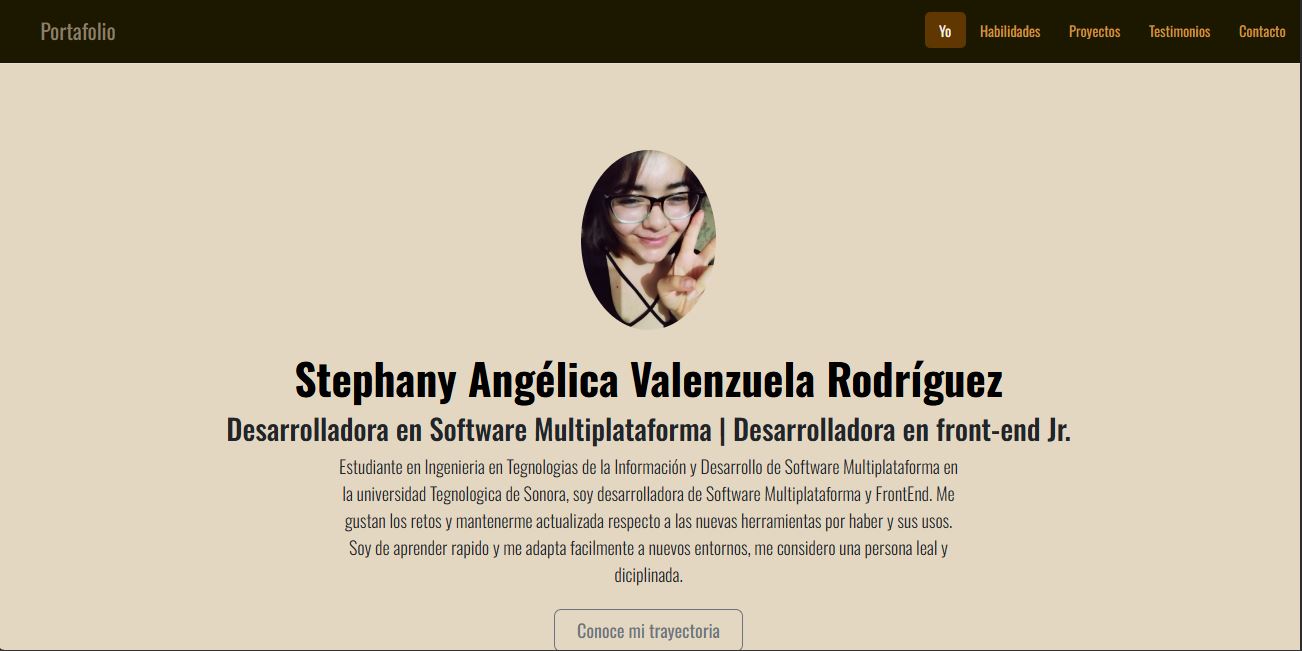 Portafolio
Yo Habilidades Proyectos Testimonios Contacto
Stephany Angélica Valenzuela Rodríguez
Desarrolladora en Software Multiplataforma | Desarrolladora en front-end Jr.
Estudiante en Ingenieria en Tegnologias de la Información y Desarrollo de Software Multiplataforma en
la universidad Tegnologica de Sonora, soy desarrolladora de Software Multiplataforma y FrontEnd. Me
gustan los retos y mantenerme actualizada respecto a las nuevas herramientas por haber y sus usos.
Soy de aprender rapido y me adapta facilmente a nuevos entornos, me considero una persona leal y
diciplinada.
Conoce mi trayectoria